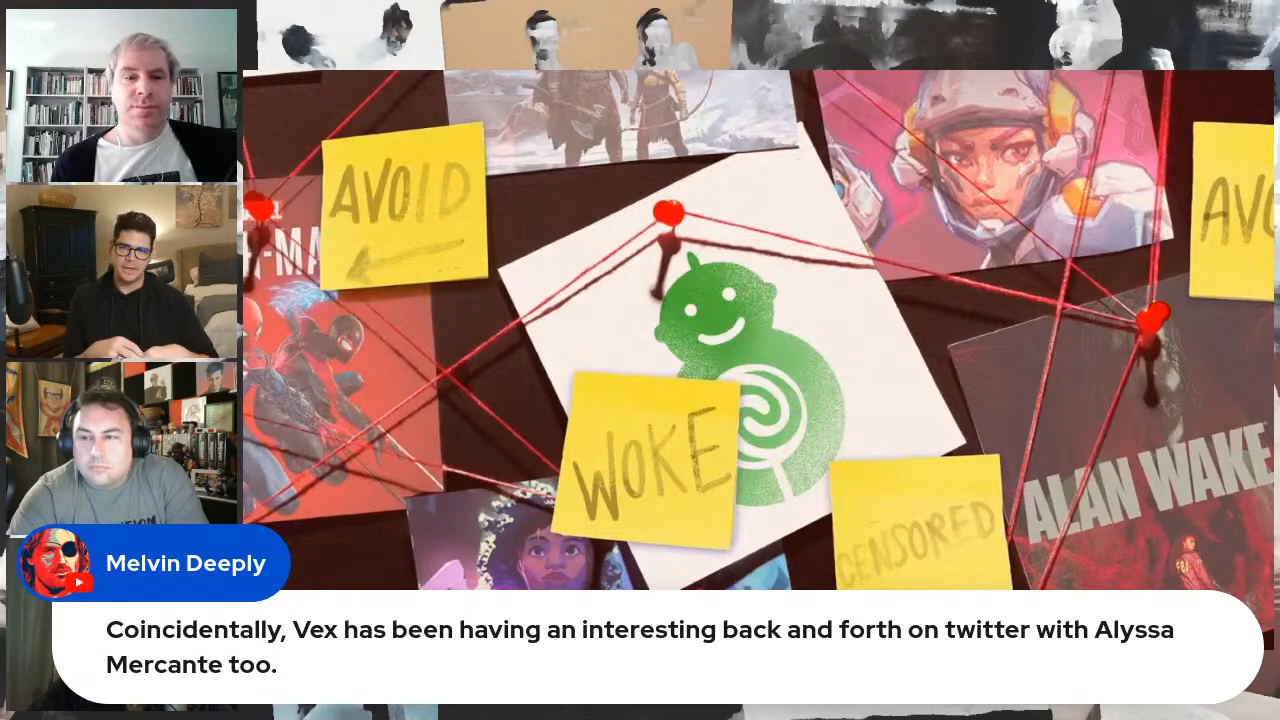 AVOID
WOKE
CENSORED
ALAN WAKE
FBI
Melvin Deeply
Coincidentally, Vex has been having an interesting back and forth on twitter with Alyssa
Mercante too.